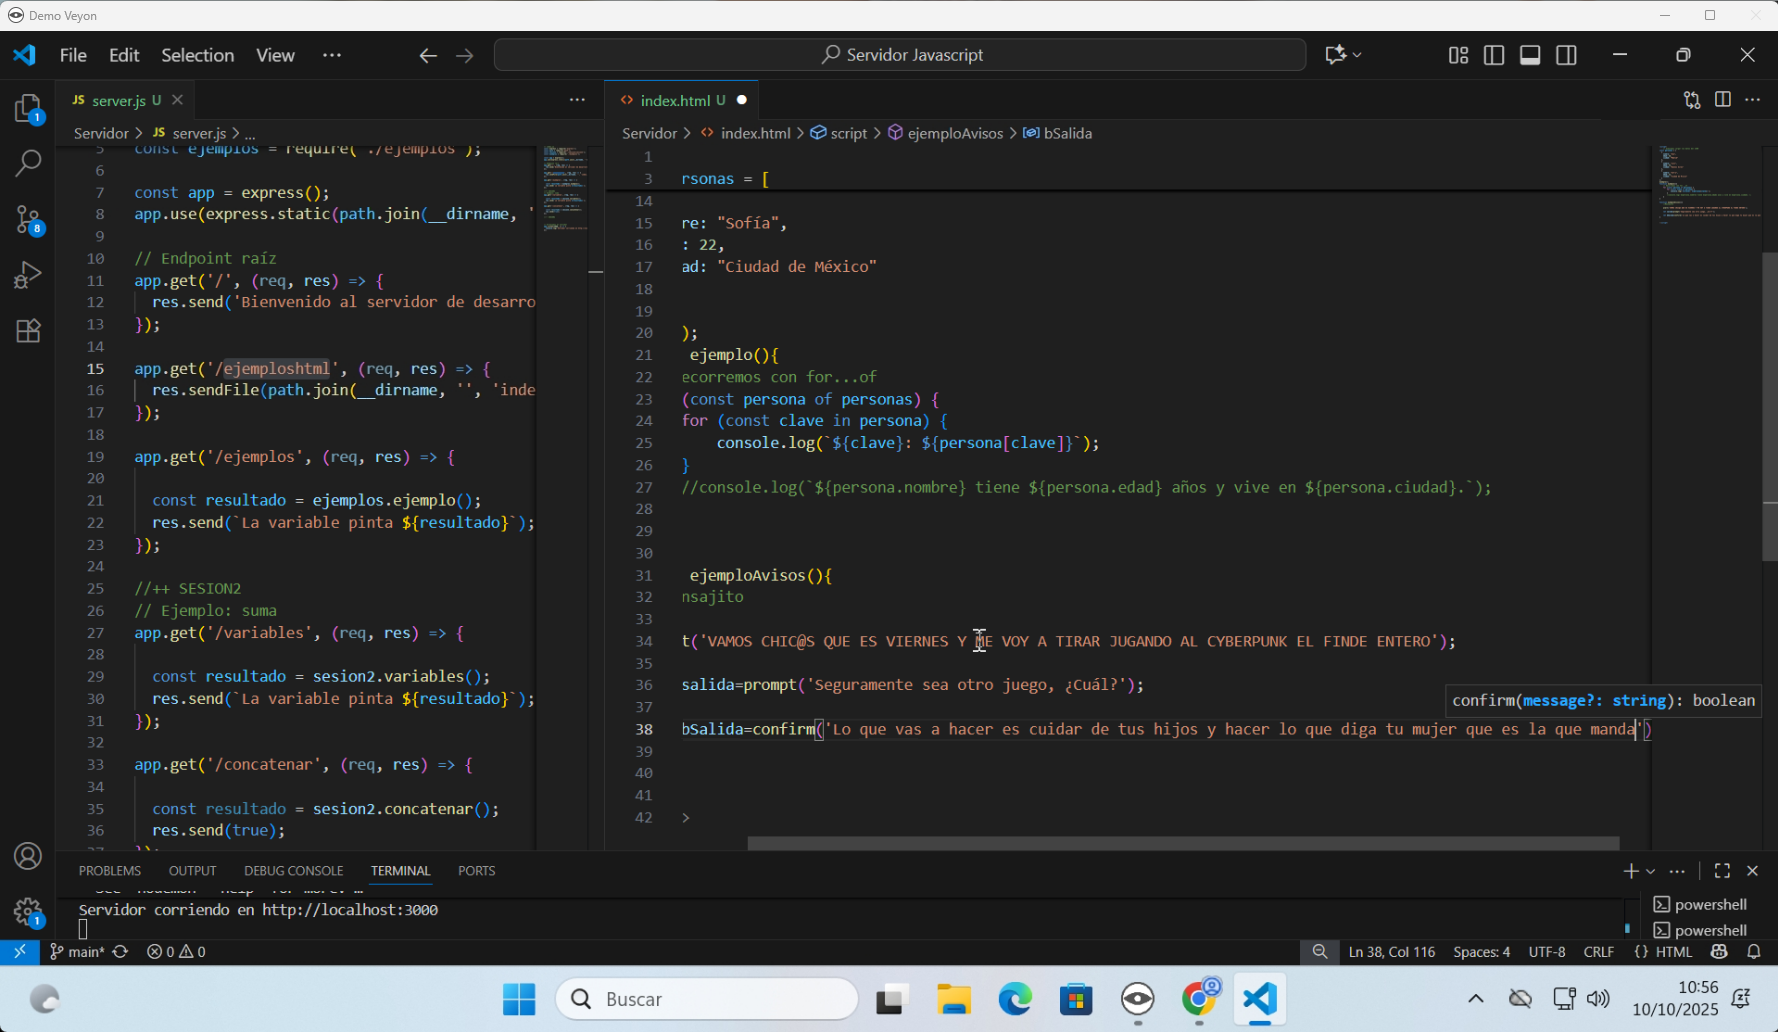 Demo Veyon
File Edit Selection View ··· Servidor Javascript
JS server.js U
Servidor > JS server.js > ...
5 const ejemplos = require('./ejemplos');
6
7 const app = express();
8 app.use(express.static(path.join(__dirname, '
9
10 // Endpoint raíz
11 app.get('/', (req, res) => {
12 res.send('Bienvenido al servidor de desarro
13 });
14
15 app.get('/ejemploshtml', (req, res) => {
16 res.sendFile(path.join(__dirname, '', 'inde
17 });
18
19 app.get('/ejemplos', (req, res) => {
20
21 const resultado = ejemplos.ejemplo();
22 res.send(`La variable pinta ${resultado}`);
23 });
24
25 //++ SESION2
26 // Ejemplo: suma
27 app.get('/variables', (req, res) => {
28
29 const resultado = sesion2.variables();
30 res.send(`La variable pinta ${resultado}`);
31 });
32
33 app.get('/concatenar', (req, res) => {
34
35 const resultado = sesion2.concatenar();
36 res.send(true);
37 });
<> index.html U
Servidor > <> index.html > script > ejemploAvisos > bSalida
1
3 rsonas = [
14
15 re: "Sofía",
16 : 22,
17 ad: "Ciudad de México"
18
19
20 );
21 ejemplo(){
22 ecorremos con for...of
23 (const persona of personas) {
24 for (const clave in persona) {
25 console.log(`${clave}: ${persona[clave]}`);
26 }
27 //console.log(`${persona.nombre} tiene ${persona.edad} años y vive en ${persona.ciudad}.`);
28
29
30
31 ejemploAvisos(){
32 nsajito
33
34 t('VAMOS CHIC@S QUE ES VIERNES Y ME VOY A TIRAR JUGANDO AL CYBERPUNK EL FINDE ENTERO');
35
36 salida=prompt('Seguramente sea otro juego, ¿Cuál?');
37
confirm(message?: string): boolean
38 bSalida=confirm('Lo que vas a hacer es cuidar de tus hijos y hacer lo que diga tu mujer que es la que manda')
39
40
41
42 >
1
8
1
PROBLEMS OUTPUT DEBUG CONSOLE TERMINAL PORTS
Servidor corriendo en http://localhost:3000
powershell
powershell
main* 0 0 Ln 38, Col 116 Spaces: 4 UTF-8 CRLF {} HTML
Buscar
10:56
10/10/2025